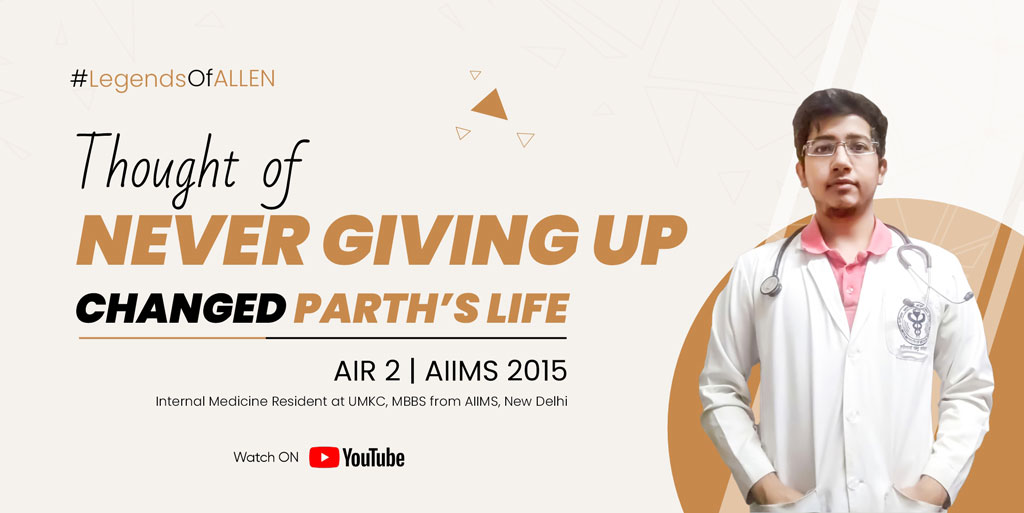 #LegendsOfALLEN
Thought of
NEVER GIVING UP
CHANGED PARTH'S LIFE
AIR 2 | AIIMS 2015
Internal Medicine Resident at UMKC, MBBS from AIIMS, New Delhi
Watch ON YouTube